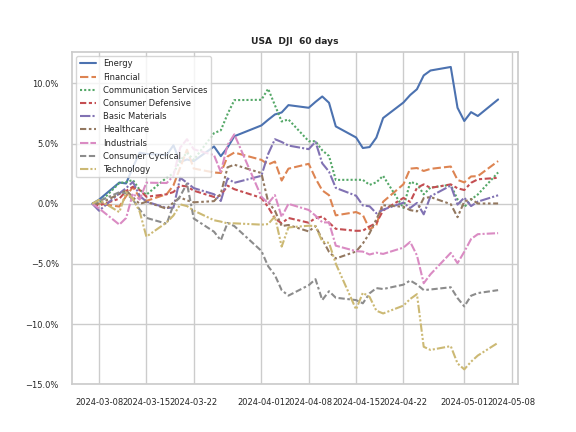 USA DJI 60 days
Energy
Financial
Communication Services
Consumer Defensive
Basic Materials
Healthcare
Industrials
Consumer Cyclical
Technology
10.0%
5.0%
0.0%
−5.0%
−10.0%
−15.0%
2024-03-08 2024-03-15 2024-03-22 2024-04-01 2024-04-08 2024-04-15 2024-04-22 2024-05-01 2024-05-08